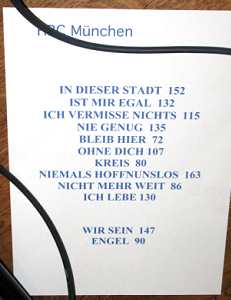 München
IN DIESER STADT 152
IST MIR EGAL 132
ICH VERMISSE NICHTS 115
NIE GENUG 135
BLEIB HIER 72
OHNE DICH 107
KREIS 80
NIEMALS HOFFNUNSLOS 163
NICHT MEHR WEIT 86
ICH LEBE 130
WIR SEIN 147
ENGEL 90